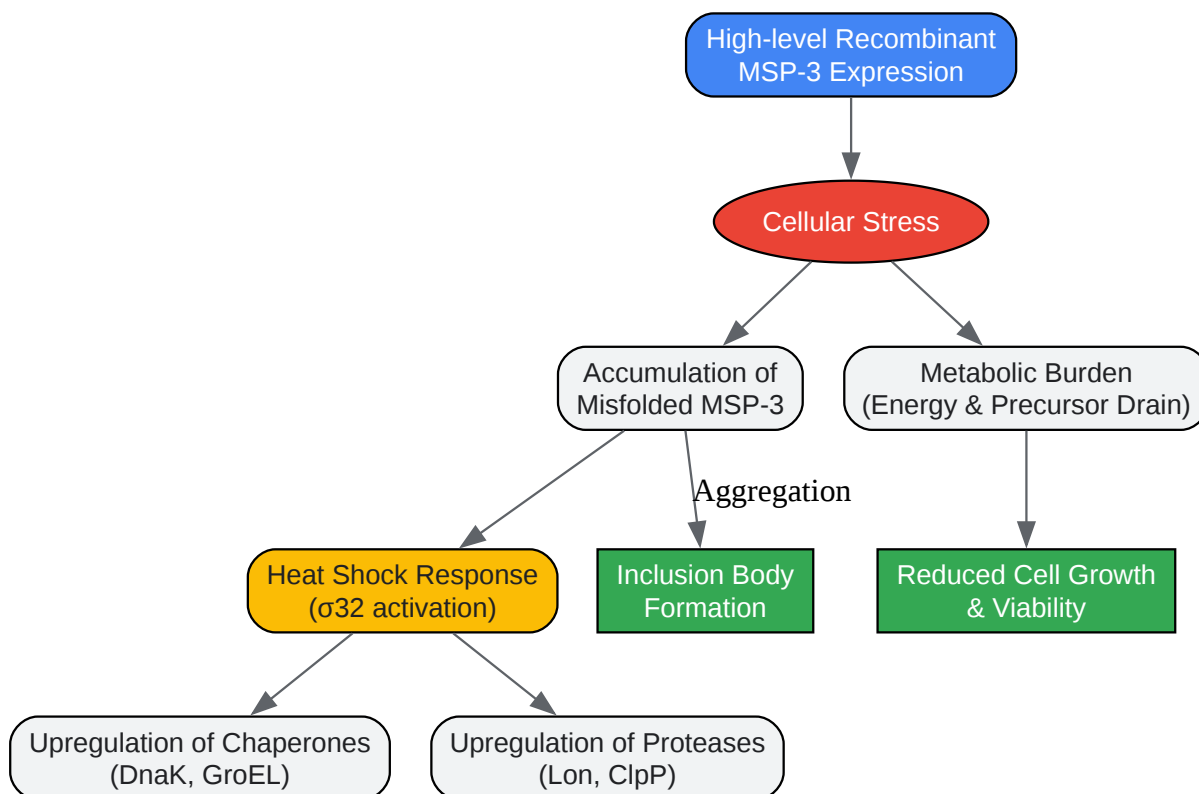 High-level Recombinant
MSP-3 Expression
Cellular Stress
Accumulation of
Misfolded MSP-3
Metabolic Burden
(Energy & Precursor Drain)
Aggregation
Heat Shock Response
(σ32 activation)
Inclusion Body
Formation
Reduced Cell Growth
& Viability
Upregulation of Chaperones
(DnaK, GroEL)
Upregulation of Proteases
(Lon, ClpP)